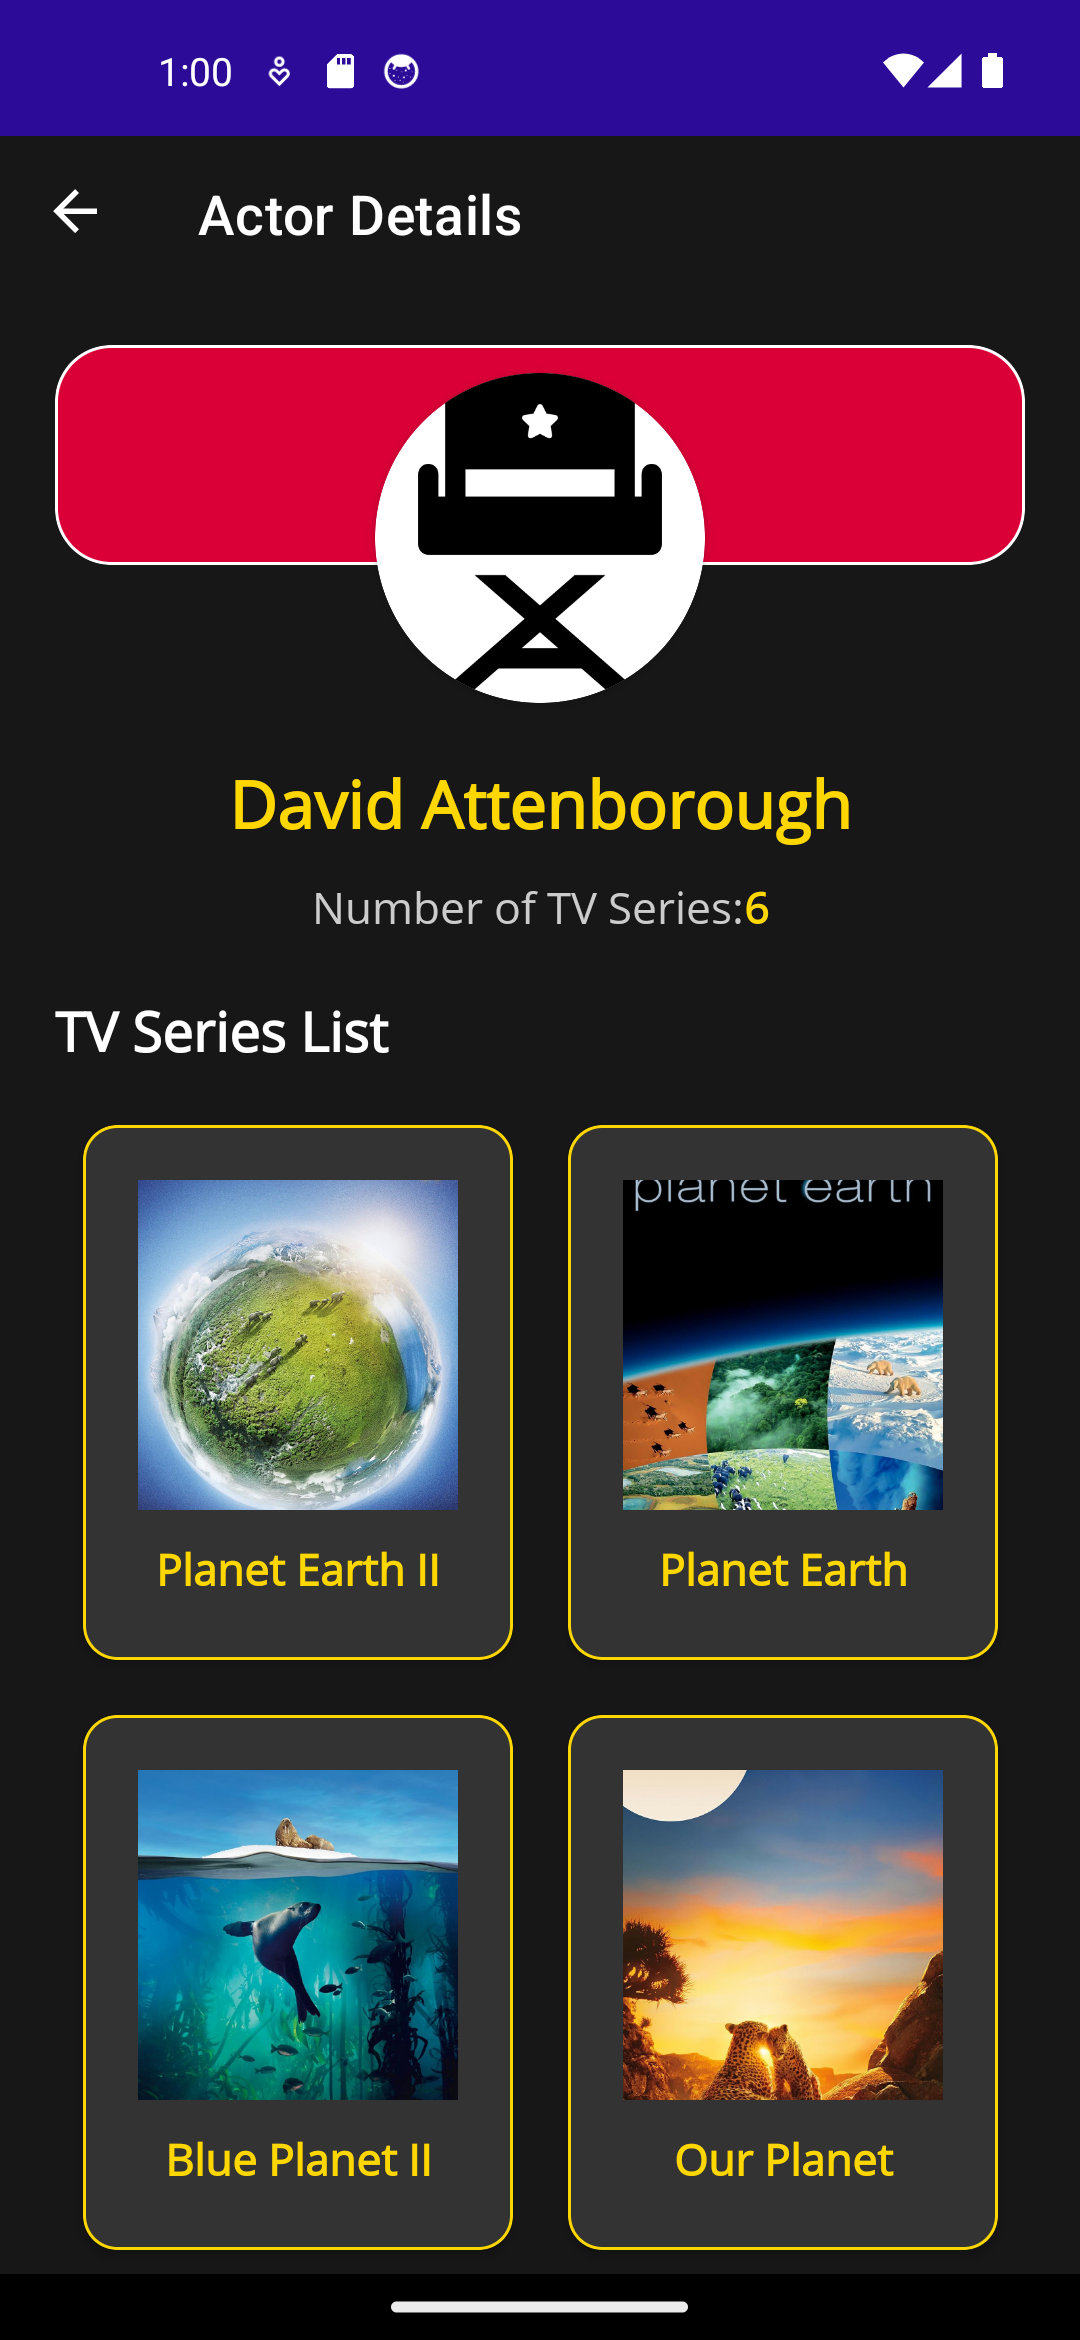 1:00
Actor Details
David Attenborough
Number of TV Series:6
TV Series List
planet earth
Planet Earth II
Planet Earth
Blue Planet II
Our Planet